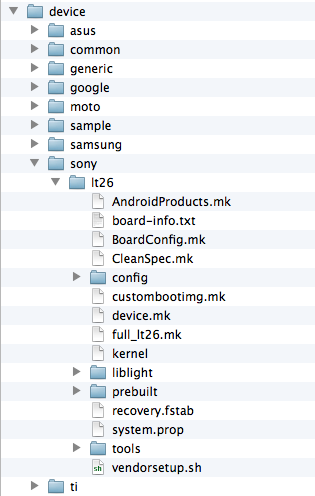 device
asus
common
generic
google
moto
sample
samsung
sony
lt26
AndroidProducts.mk
board-info.txt
BoardConfig.mk
CleanSpec.mk
config
custombootimg.mk
device.mk
full_lt26.mk
kernel
liblight
prebuilt
recovery.fstab
system.prop
tools
sh vendorsetup.sh
ti